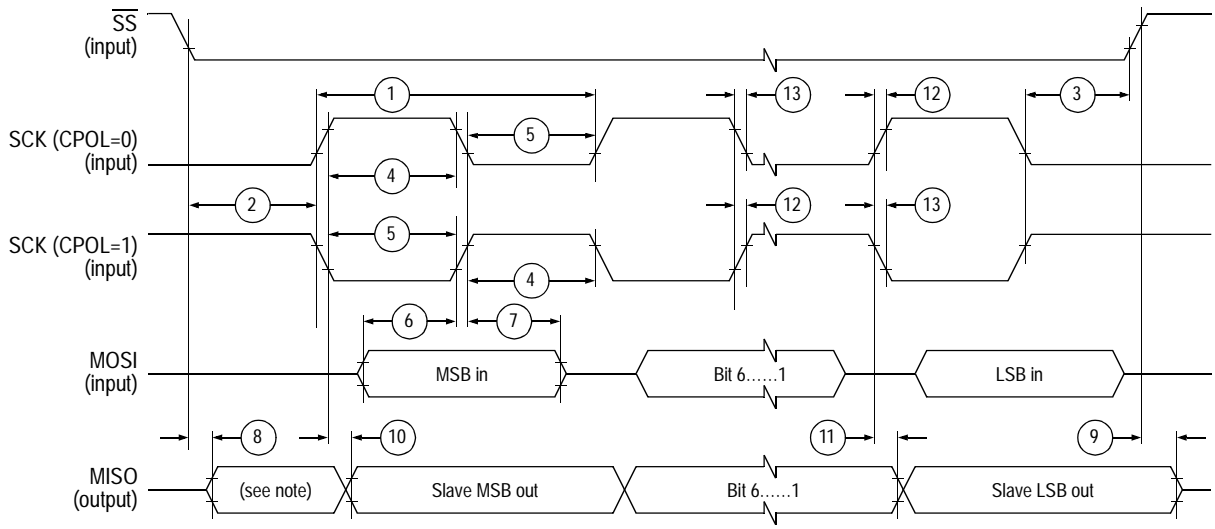 SS
(input)
1
13
12
3
SCK (CPOL=0)
(input)
5
4
2
12
13
SCK (CPOL=1)
(input)
5
4
6
7
MOSI
(input)
MSB in
Bit 6......1
LSB in
8
10
11
9
MISO
(output)
(see note)
Slave MSB out
Bit 6......1
Slave LSB out